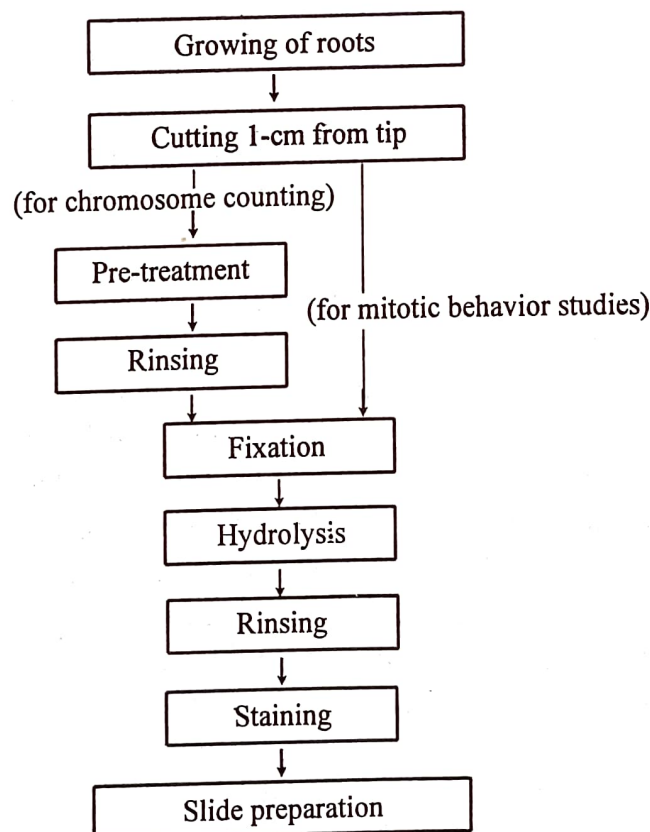 Growing of roots
Cutting 1-cm from tip
(for chromosome counting)
Pre-treatment
(for mitotic behavior studies)
Rinsing
Fixation
Hydrolysis
Rinsing
Staining
Slide preparation